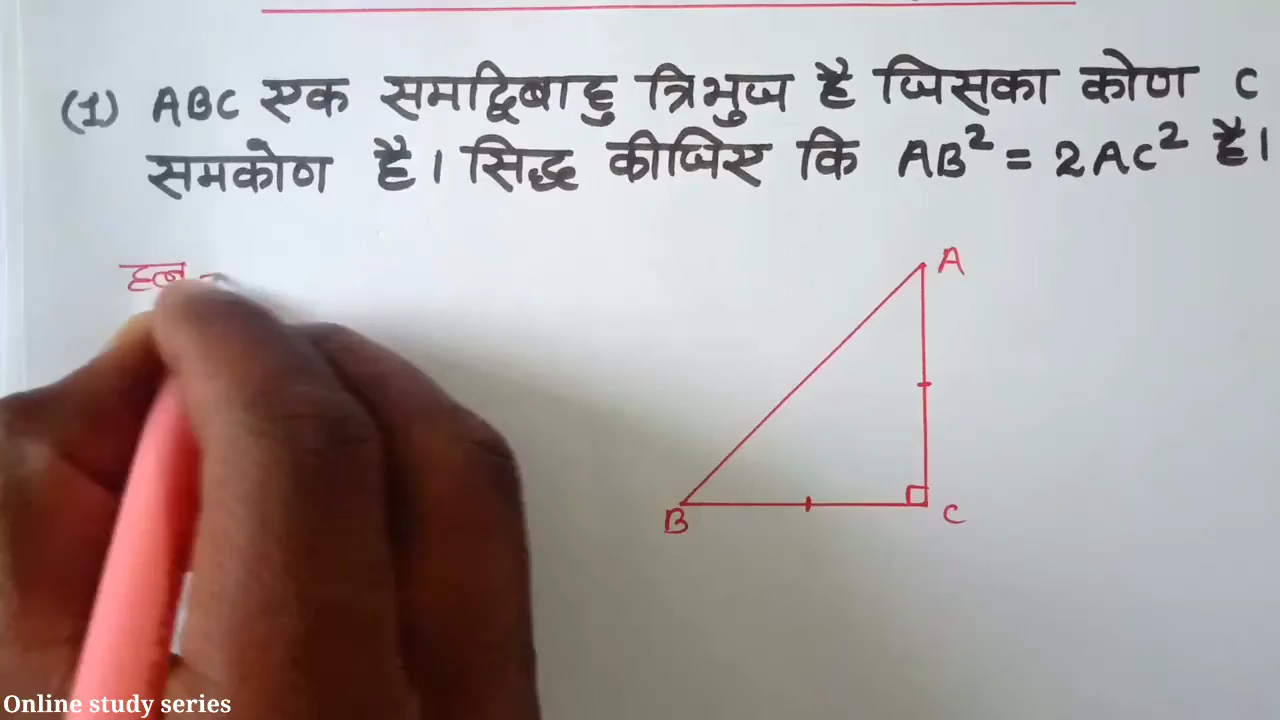 (1) ABC एक समद्विबाहु त्रिभुज है जिसका कोण C
समकोण है। सिद्ध कीजिए कि AB² = 2AC² है।
हल
A
B
C
Online study series